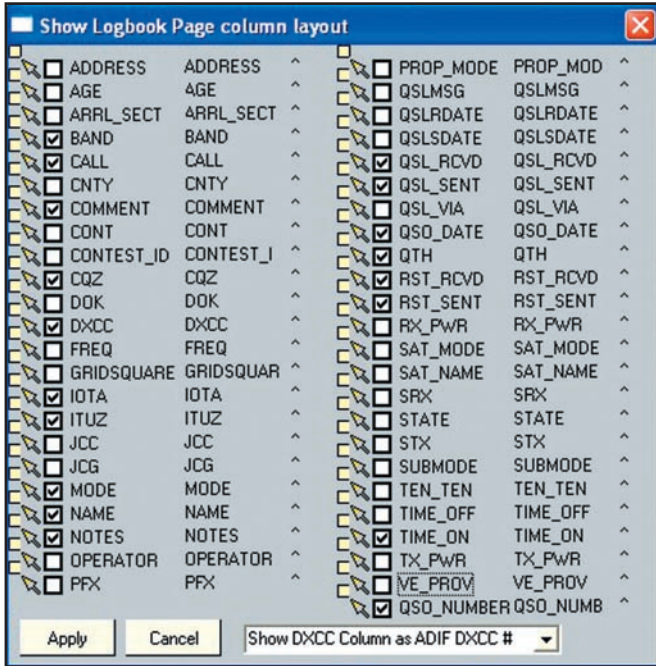 Show Logbook Page column layout
ADDRESS ADDRESS ^
AGE AGE ^
ARRL_SECT ARRL_SECT ^
BAND BAND ^
CALL CALL ^
CNTY CNTY ^
COMMENT COMMENT ^
CONT CONT ^
CONTEST_ID CONTEST_I ^
CQZ CQZ ^
DOK DOK ^
DXCC DXCC ^
FREQ FREQ ^
GRIDSQUARE GRIDSQUAR ^
IOTA IOTA ^
ITUZ ITUZ ^
JCC JCC ^
JCG JCG ^
MODE MODE ^
NAME NAME ^
NOTES NOTES ^
OPERATOR OPERATOR ^
PFX PFX ^
PROP_MODE PROP_MOD ^
QSLMSG QSLMSG ^
QSLRDATE QSLRDATE ^
QSLSDATE QSLSDATE ^
QSL_RCVD QSL_RCVD ^
QSL_SENT QSL_SENT ^
QSL_VIA QSL_VIA ^
QSO_DATE QSO_DATE ^
QTH QTH ^
RST_RCVD RST_RCVD ^
RST_SENT RST_SENT ^
RX_PWR RX_PWR ^
SAT_MODE SAT_MODE ^
SAT_NAME SAT_NAME ^
SRX SRX ^
STATE STATE ^
STX STX ^
SUBMODE SUBMODE ^
TEN_TEN TEN_TEN ^
TIME_OFF TIME_OFF ^
TIME_ON TIME_ON ^
TX_PWR TX_PWR ^
VE_PROV VE_PROV ^
QSO_NUMBER QSO_NUMB ^
Apply Cancel Show DXCC Column as ADIF DXCC #